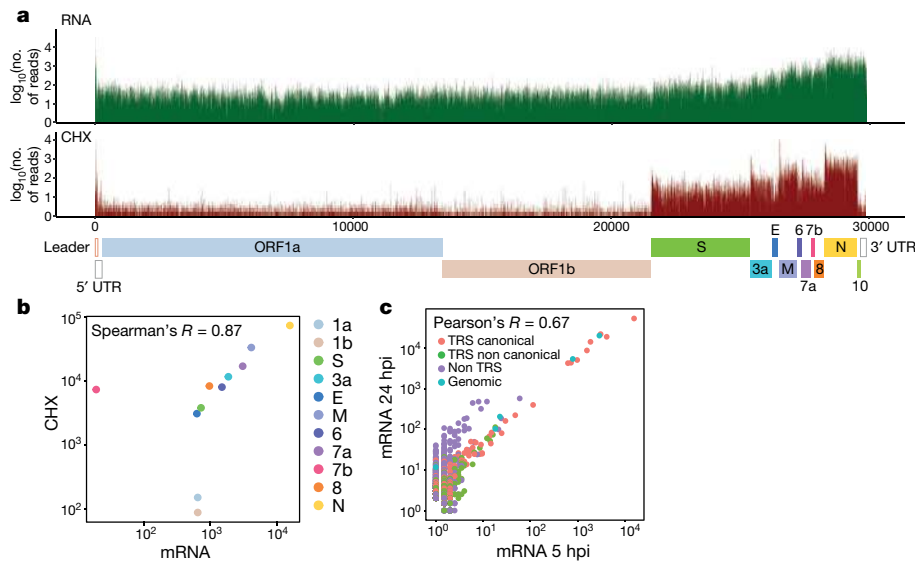 a
RNA
log10(no. of reads)
4
3
2
1
0
0 10000 20000 30000
CHX
log10(no. of reads)
4
3
2
1
0
0 10000 20000 30000
E 6 7b
Leader ORF1a S N 3′ UTR
5′ UTR ORF1b 3a M 7a 8 10
b
Spearman's R = 0.87
CHX
10^5
10^4
10^3
10^2
10^2 10^3 10^4
mRNA
1a
1b
S
3a
E
M
6
7a
7b
8
N
c
Pearson's R = 0.67
TRS canonical
TRS non canonical
Non TRS
Genomic
mRNA 24 hpi
10^4
10^3
10^2
10^1
10^0
10^0 10^1 10^2 10^3 10^4
mRNA 5 hpi